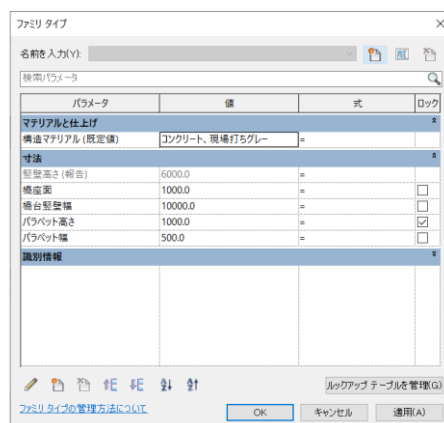 ファミリ タイプ
名前を入力(Y):
検索パラメータ
パラメータ 値 式 ロック
マテリアルと仕上げ
構造マテリアル (既定値) コンクリート、現場打ちグレー =
寸法
竪壁高さ (報告) 6000.0 =
橋座面 1000.0 =
橋台竪壁幅 10000.0 =
パラペット高さ 1000.0 =
パラペット幅 500.0 =
識別情報
ルックアップ テーブルを管理(G)
ファミリ タイプの管理方法について
OK キャンセル 適用(A)